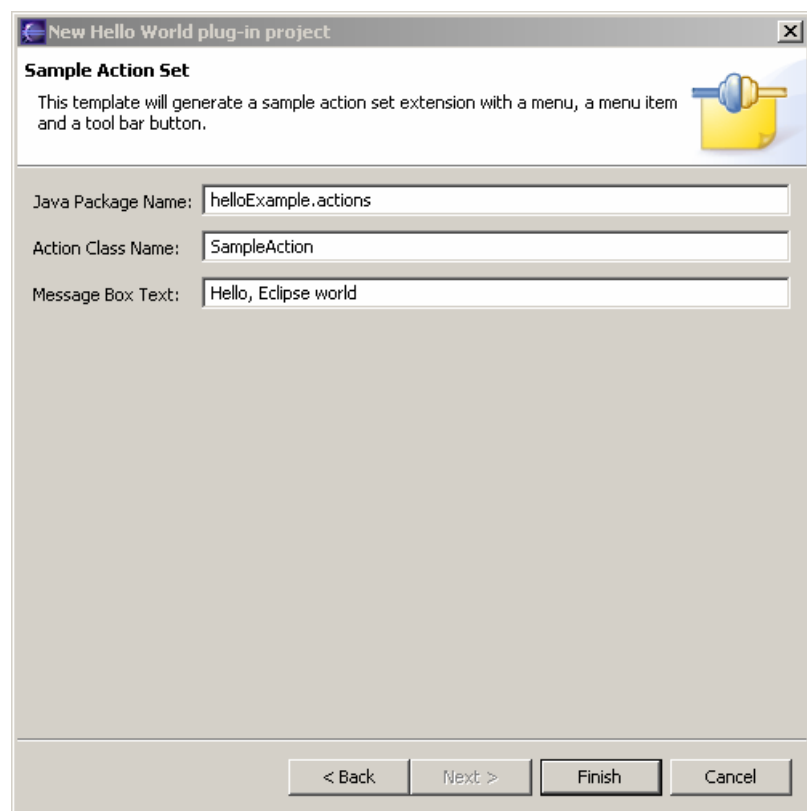 New Hello World plug-in project
Sample Action Set
This template will generate a sample action set extension with a menu, a menu item
and a tool bar button.
Java Package Name: helloExample.actions
Action Class Name: SampleAction
Message Box Text: Hello, Eclipse world
< Back Next > Finish Cancel